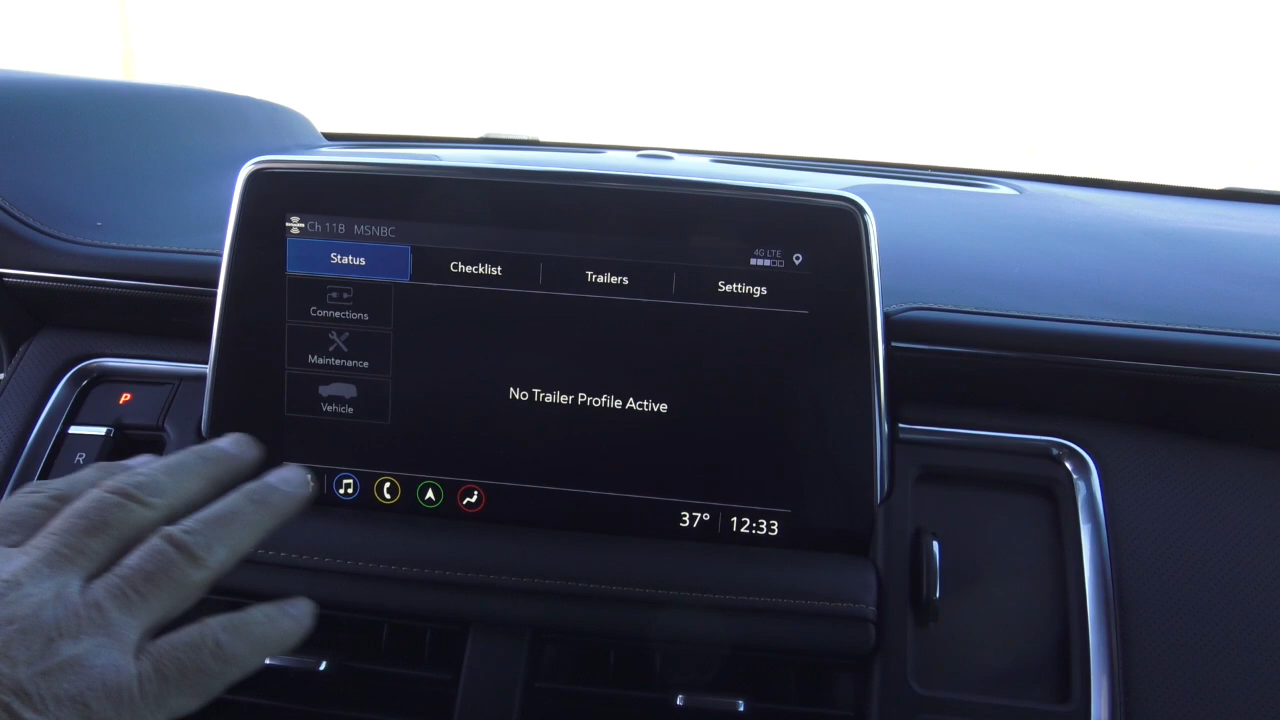 Ch 118 MSNBC
4G LTE
Status Checklist Trailers Settings
Connections
Maintenance
Vehicle
No Trailer Profile Active
37° 12:33
P
R